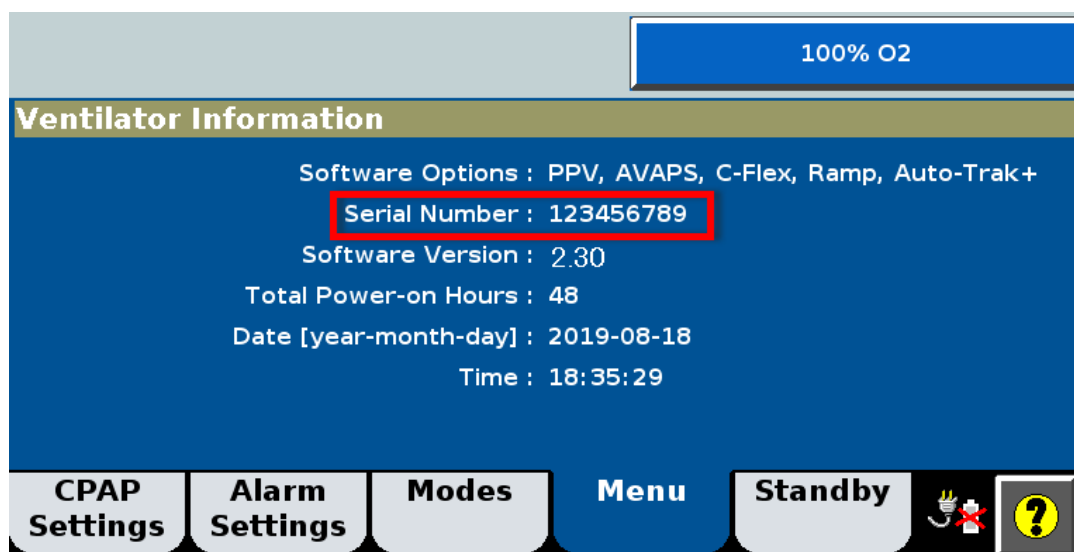 100% O2
Ventilator Information
Software Options : PPV, AVAPS, C-Flex, Ramp, Auto-Trak+
Serial Number : 123456789
Software Version : 2.30
Total Power-on Hours : 48
Date [year-month-day] : 2019-08-18
Time : 18:35:29
CPAP Settings
Alarm Settings
Modes
Menu
Standby
?